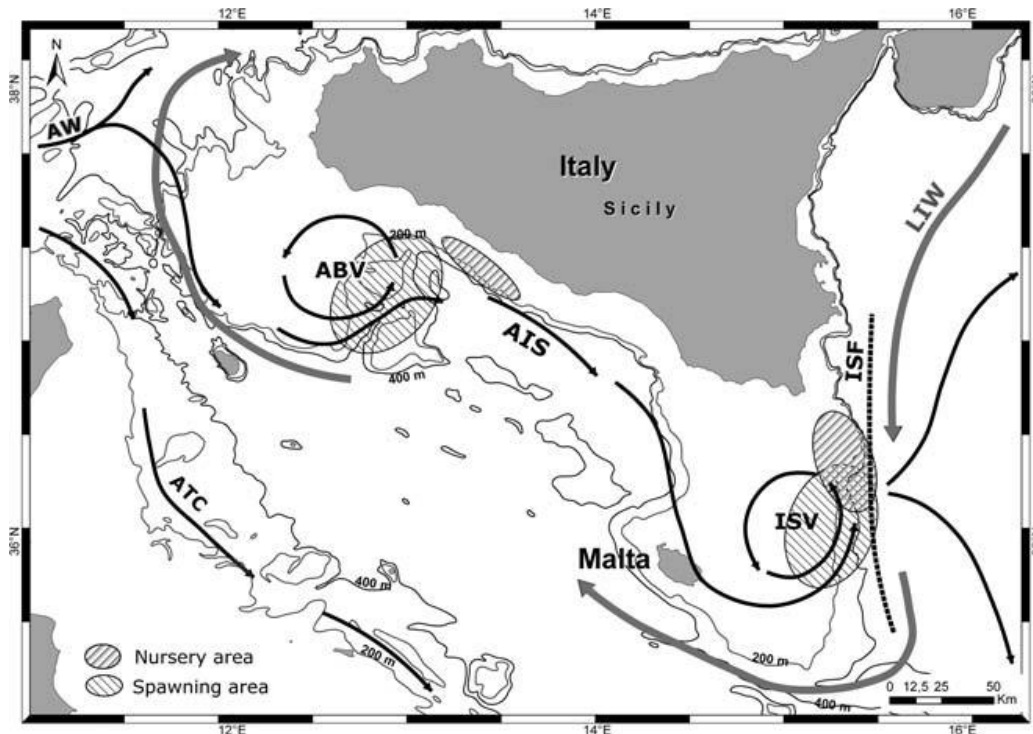 12°E
14°E
16°E
N
38°N
AW
Italy
Sicily
LIW
200 m
ABV
AIS
ISF
400 m
ATC
ISV
36°N
Malta
400 m
200 m
200 m
400 m
Nursery area
Spawning area
0 12,5 25 50
Km
12°E
14°E
16°E